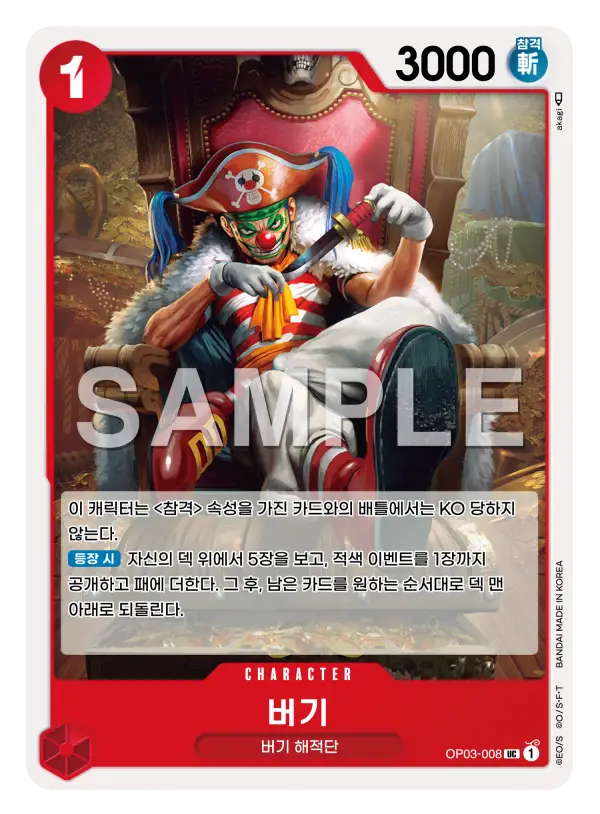 1
3000
참격
斬
akagi
SAMPLE
이 캐릭터는 <참격> 속성을 가진 카드와의 배틀에서는 KO 당하지
않는다.
등장 시 자신의 덱 위에서 5장을 보고, 적색 이벤트를 1장까지
공개하고 패에 더한다. 그 후, 남은 카드를 원하는 순서대로 덱 맨
아래로 되돌린다.
CHARACTER
버기
버기 해적단
OP03-008 UC 1
©EO/S ©O/S·F·T BANDAI MADE IN KOREA